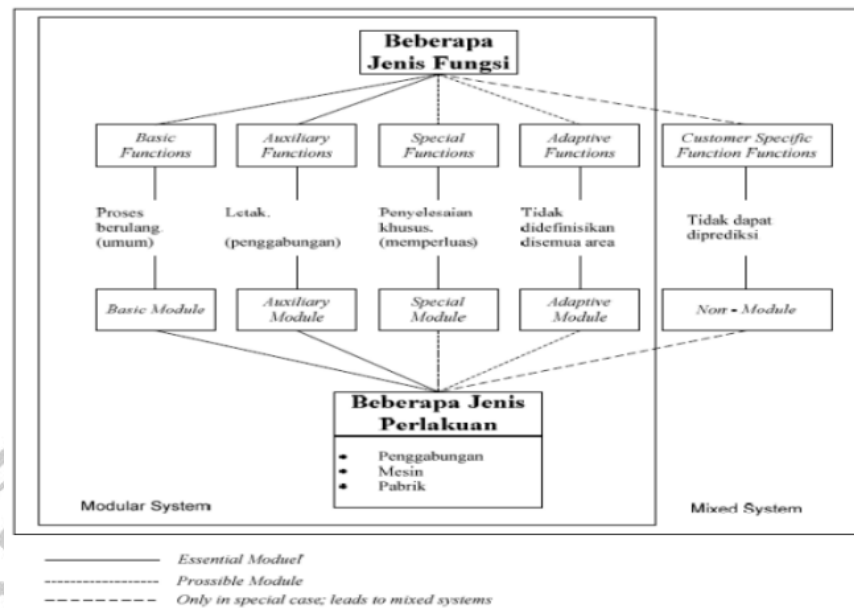 Beberapa
Jenis Fungsi
Basic
Functions
Auxiliary
Functions
Special
Functions
Adaptive
Functions
Customer Specific
Function Functions
Proses
berulang.
(umum)
Letak.
(penggabungan)
Penyelesaian
khusus.
(memperluas)
Tidak
didefinisikan
disemua area
Tidak dapat
diprediksi
Basic Module
Auxiliary
Module
Special
Module
Adaptive
Module
Non - Module
Beberapa Jenis
Perlakuan
• Penggabungan
• Mesin
• Pabrik
Modular System
Mixed System
Essential Moduel
Prossible Module
Only in special case; leads to mixed systems